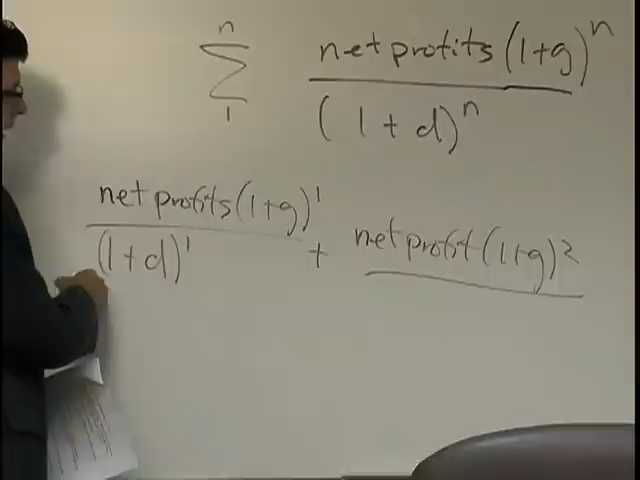 n
∑ net profits (1+g)^n
1 (1+d)^n
net profits (1+g)^1 + net profit (1+g)^2
(1+d)^1